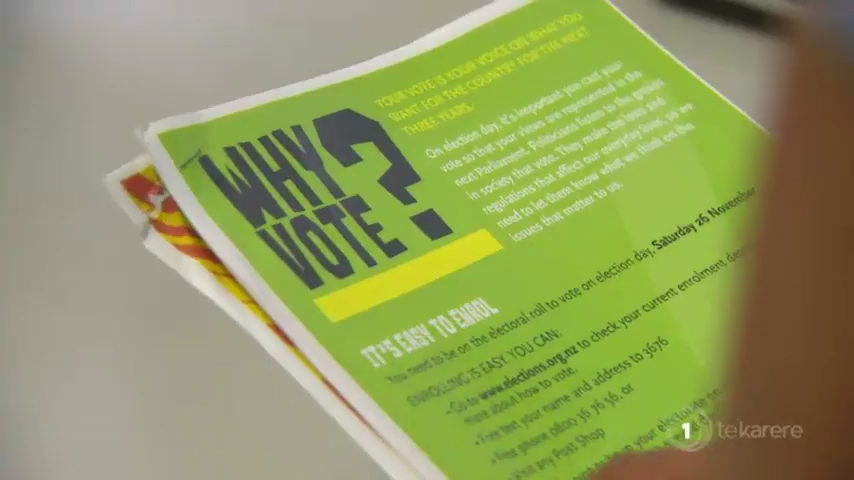 WHY
VOTE?
YOUR VOTE IS YOUR VOICE ON WHAT YOU
WANT FOR THE COUNTRY FOR THE NEXT
THREE YEARS.
On election day, it's important you cast your
vote so that your views are represented in the
next Parliament. Politicians listen to the groups
in society that vote. They make the laws and
regulations that affect our everyday lives, so we
need to let them know what we think on the
issues that matter to us.
IT'S EASY TO ENROL
You need to be on the electoral roll to vote on election day, Saturday 26 November
ENROLLING IS EASY. YOU CAN:
• Go to www.elections.org.nz to check your current enrolment
more about how to vote.
• Free text your name and address to 3676
• Free phone 0800 36 76 56, or
• Visit any Post Shop
your electorate on
1 tekarere